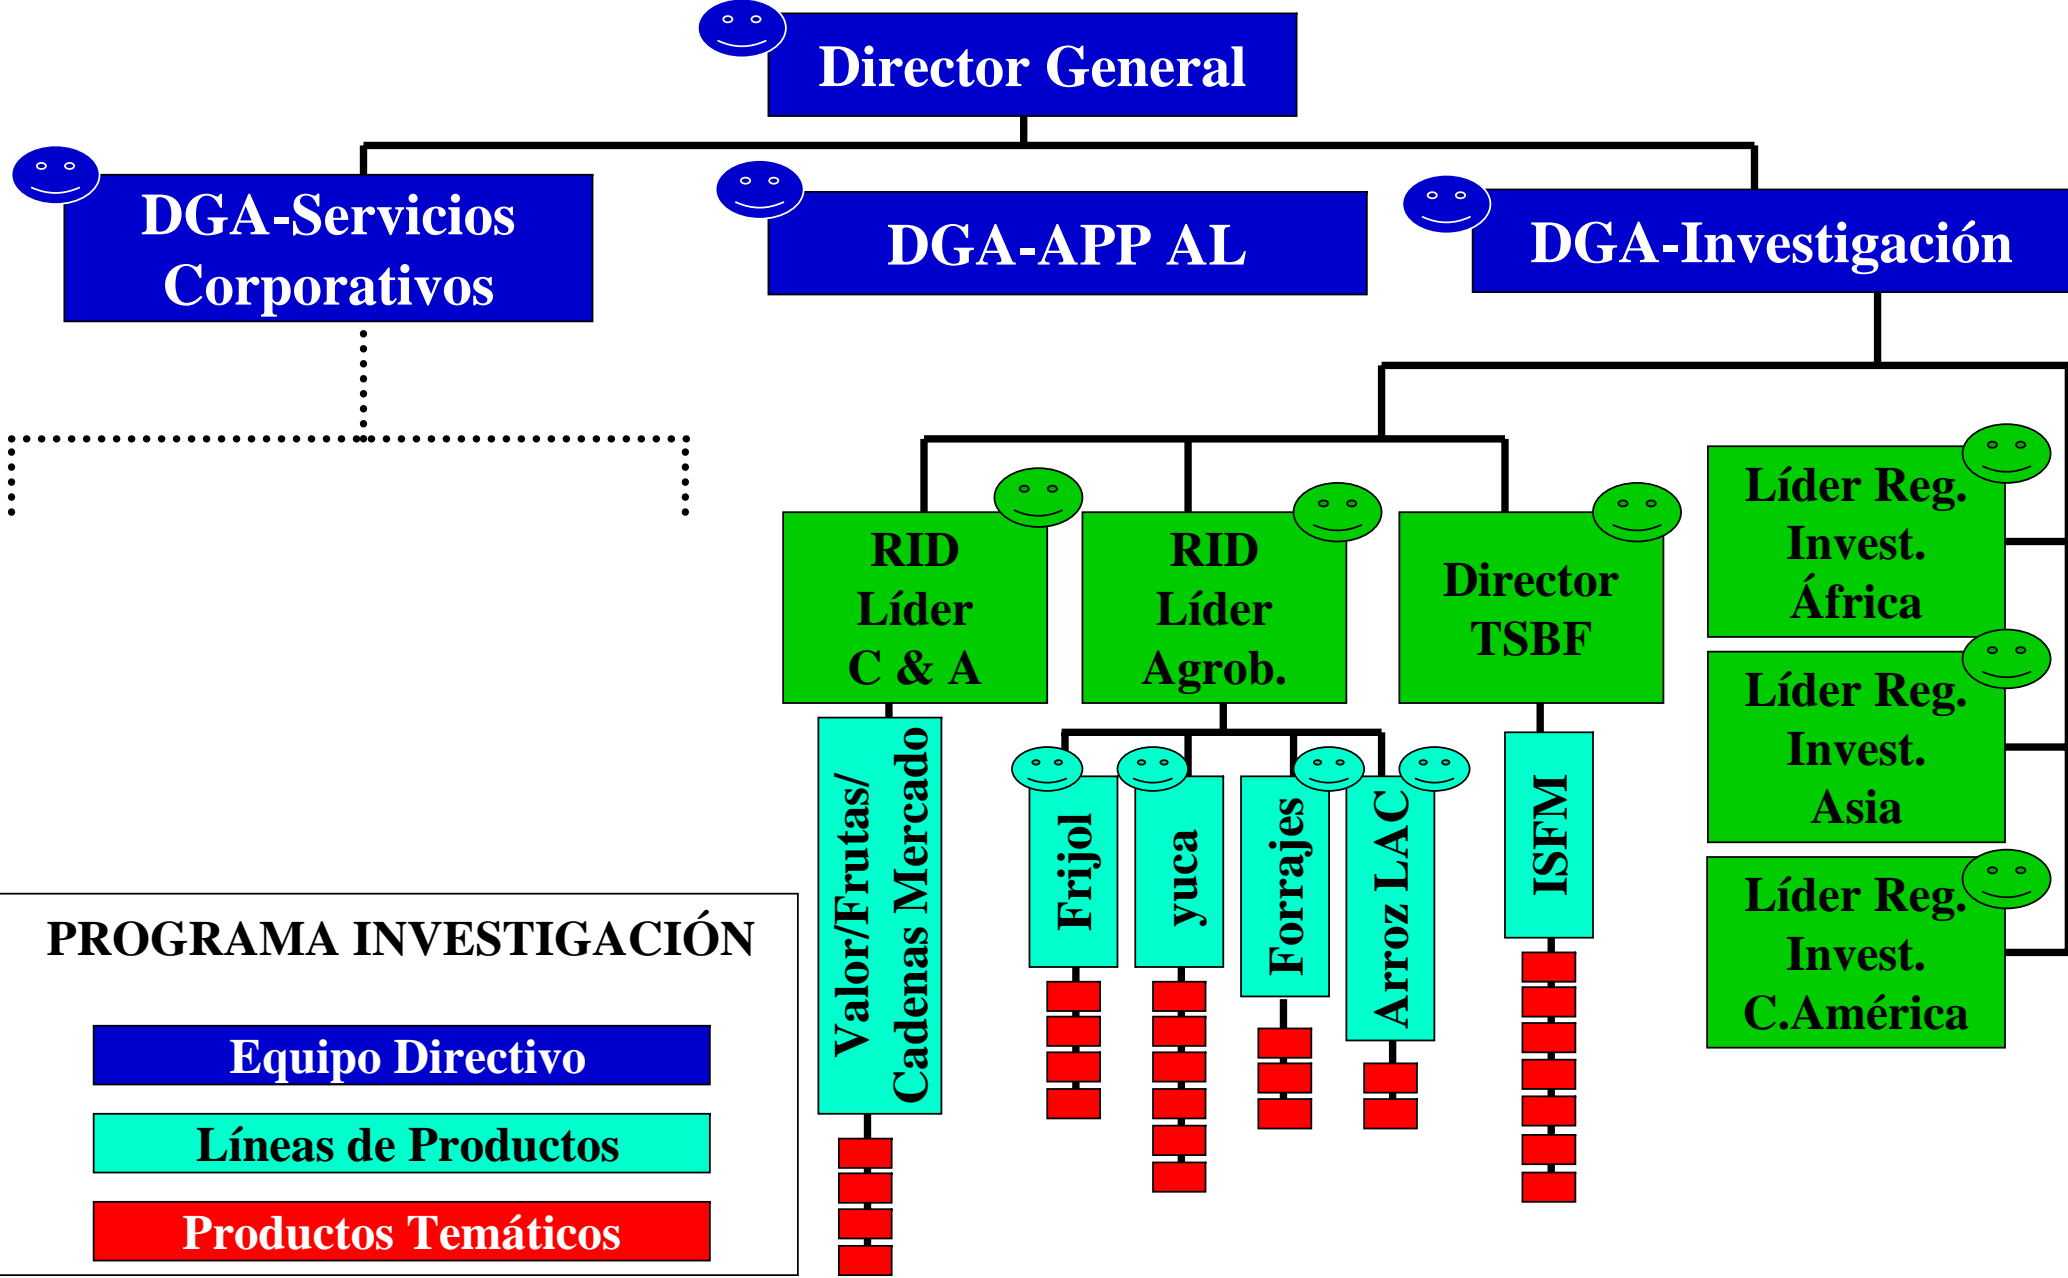 Director General
DGA-Servicios
Corporativos
DGA-APP AL
DGA-Investigación
RID
Líder
C & A
RID
Líder
Agrob.
Director
TSBF
Líder Reg.
Invest.
África
Líder Reg.
Invest.
Asia
Líder Reg.
Invest.
C.América
Valor/Frutas/
Cadenas Mercado
Frijol
yuca
Forrajes
Arroz LAC
ISFM
PROGRAMA INVESTIGACIÓN
Equipo Directivo
Líneas de Productos
Productos Temáticos